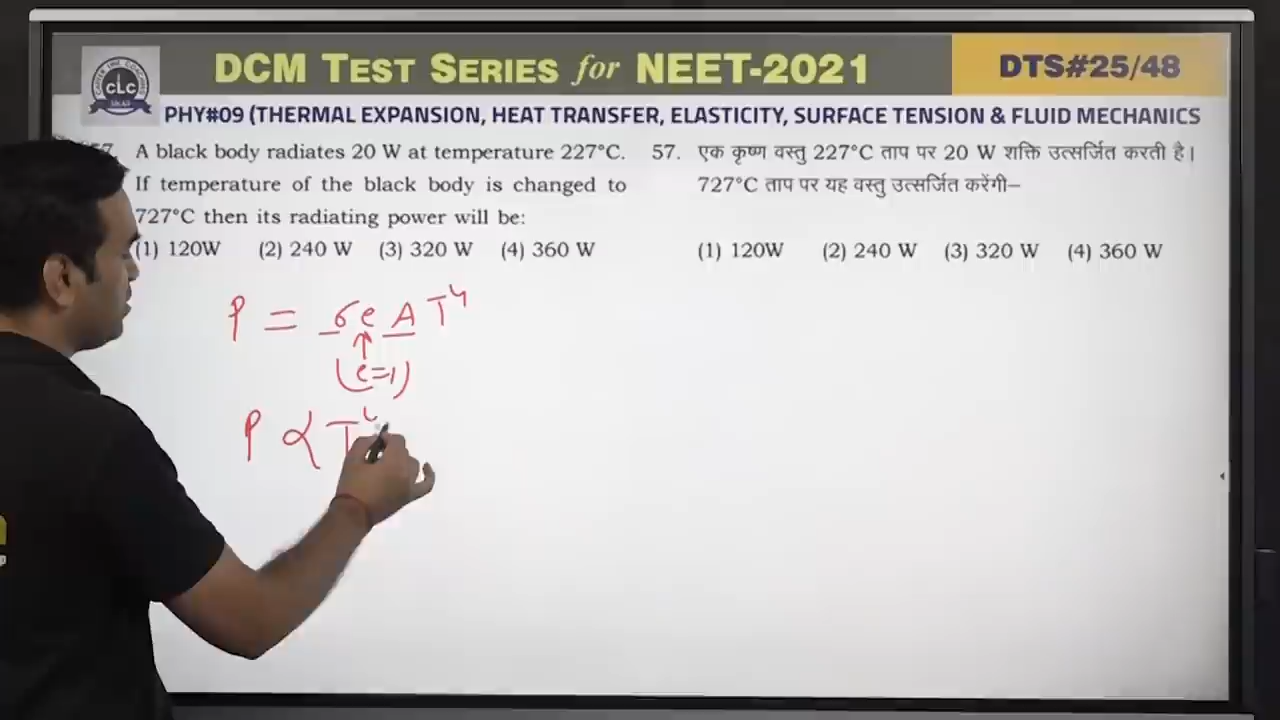 DCM TEST SERIES for NEET-2021
DTS#25/48
CLC
PHY#09 (THERMAL EXPANSION, HEAT TRANSFER, ELASTICITY, SURFACE TENSION & FLUID MECHANICS
A black body radiates 20 W at temperature 227°C.
If temperature of the black body is changed to
727°C then its radiating power will be:
(1) 120W (2) 240 W (3) 320 W (4) 360 W
57. एक कृष्ण वस्तु 227°C ताप पर 20 W शक्ति उत्सर्जित करती है।
727°C ताप पर यह वस्तु उत्सर्जित करेंगी–
(1) 120W (2) 240 W (3) 320 W (4) 360 W
P = σeAT⁴
(e=1)
P ∝ T⁴